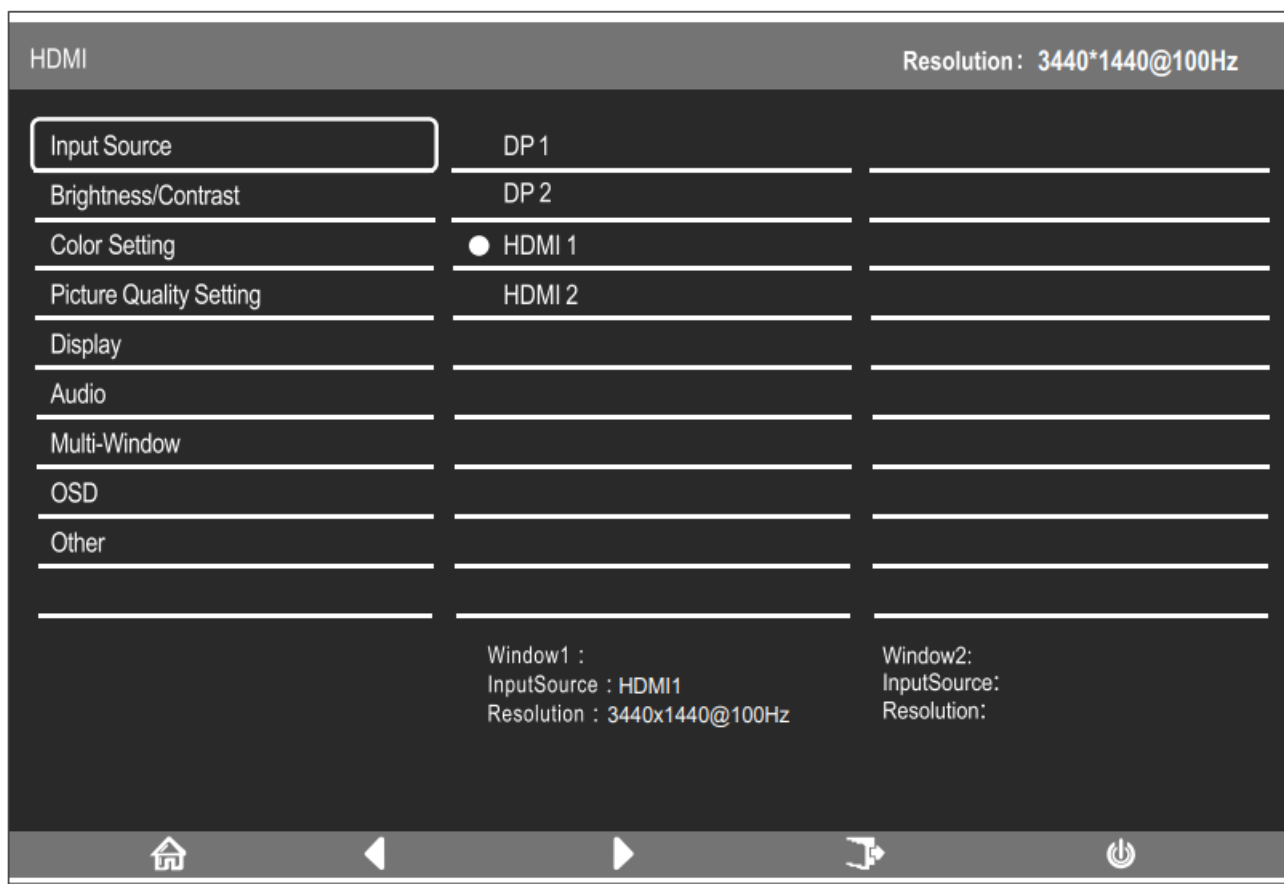 HDMI
Resolution: 3440*1440@100Hz
Input Source
Brightness/Contrast
Color Setting
Picture Quality Setting
Display
Audio
Multi-Window
OSD
Other
DP 1
DP 2
HDMI 1
HDMI 2
Window1 :
InputSource : HDMI1
Resolution : 3440x1440@100Hz
Window2:
InputSource:
Resolution: